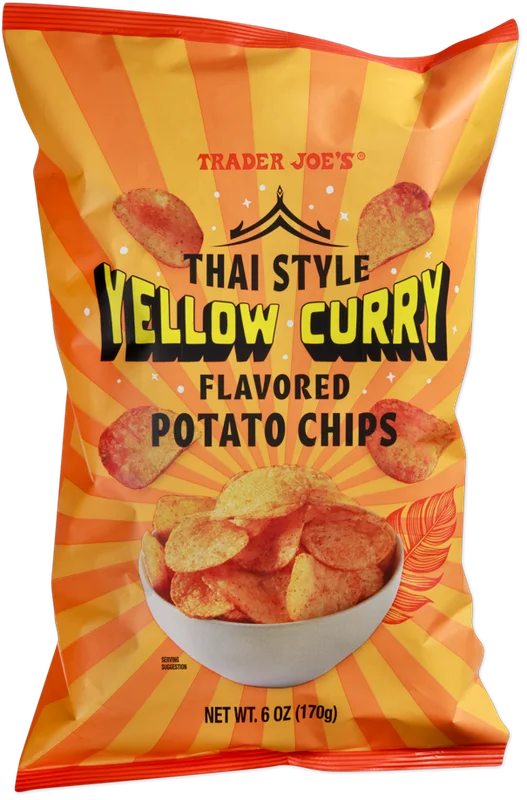 TRADER JOE'S®
THAI STYLE
YELLOW CURRY
FLAVORED
POTATO CHIPS
SERVING
SUGGESTION
NET WT. 6 OZ (170g)